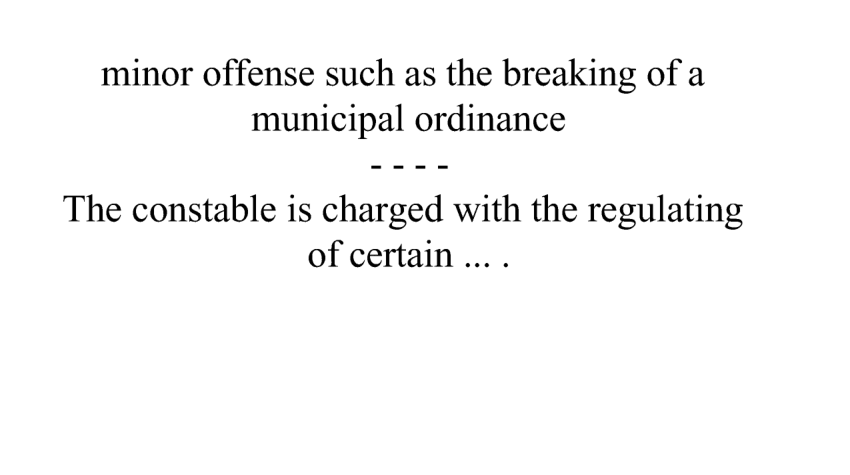 minor offense such as the breaking of a
municipal ordinance
- - - -
The constable is charged with the regulating
of certain ... .